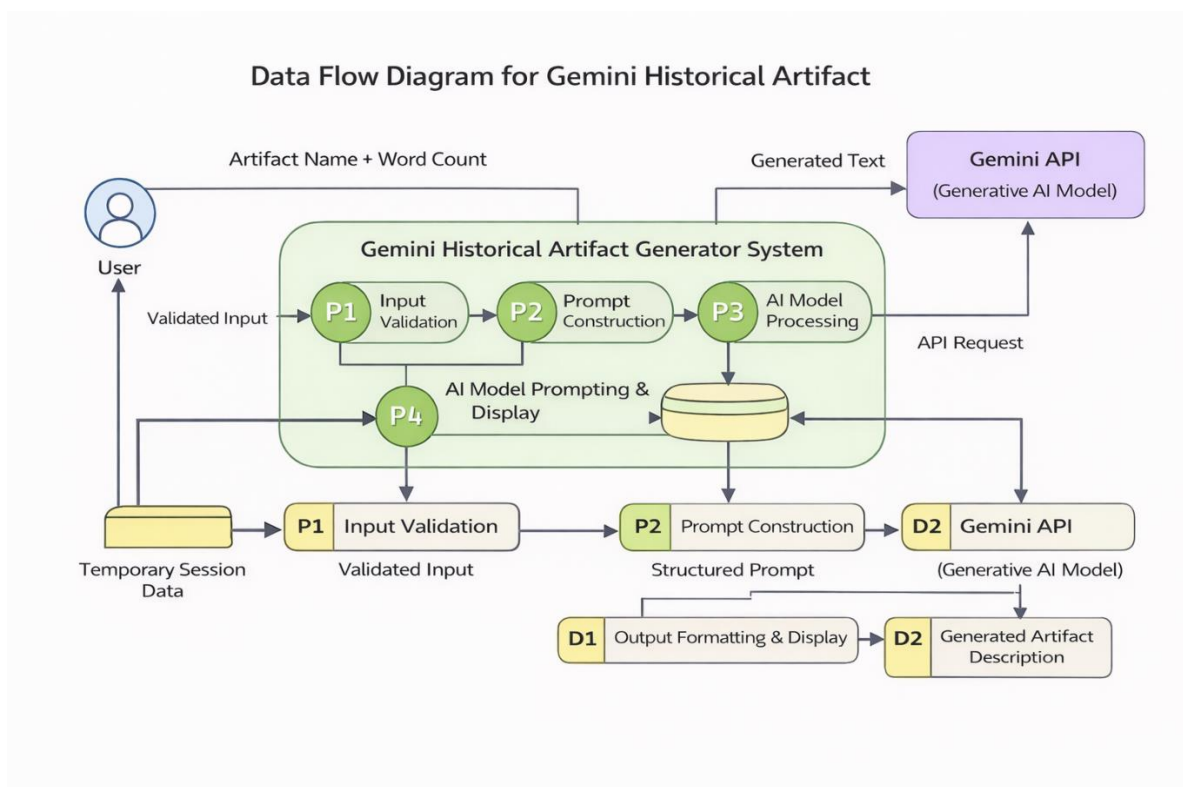 Data Flow Diagram for Gemini Historical Artifact
Artifact Name + Word Count
Generated Text
Gemini API
(Generative AI Model)
User
Gemini Historical Artifact Generator System
Validated Input
P1
Input
Validation
P2
Prompt
Construction
P3
AI Model
Processing
API Request
P4
AI Model Prompting &
Display
Temporary Session
Data
P1 Input Validation
Validated Input
P2 Prompt Construction
Structured Prompt
D2 Gemini API
(Generative AI Model)
D1 Output Formatting & Display
D2 Generated Artifact
Description